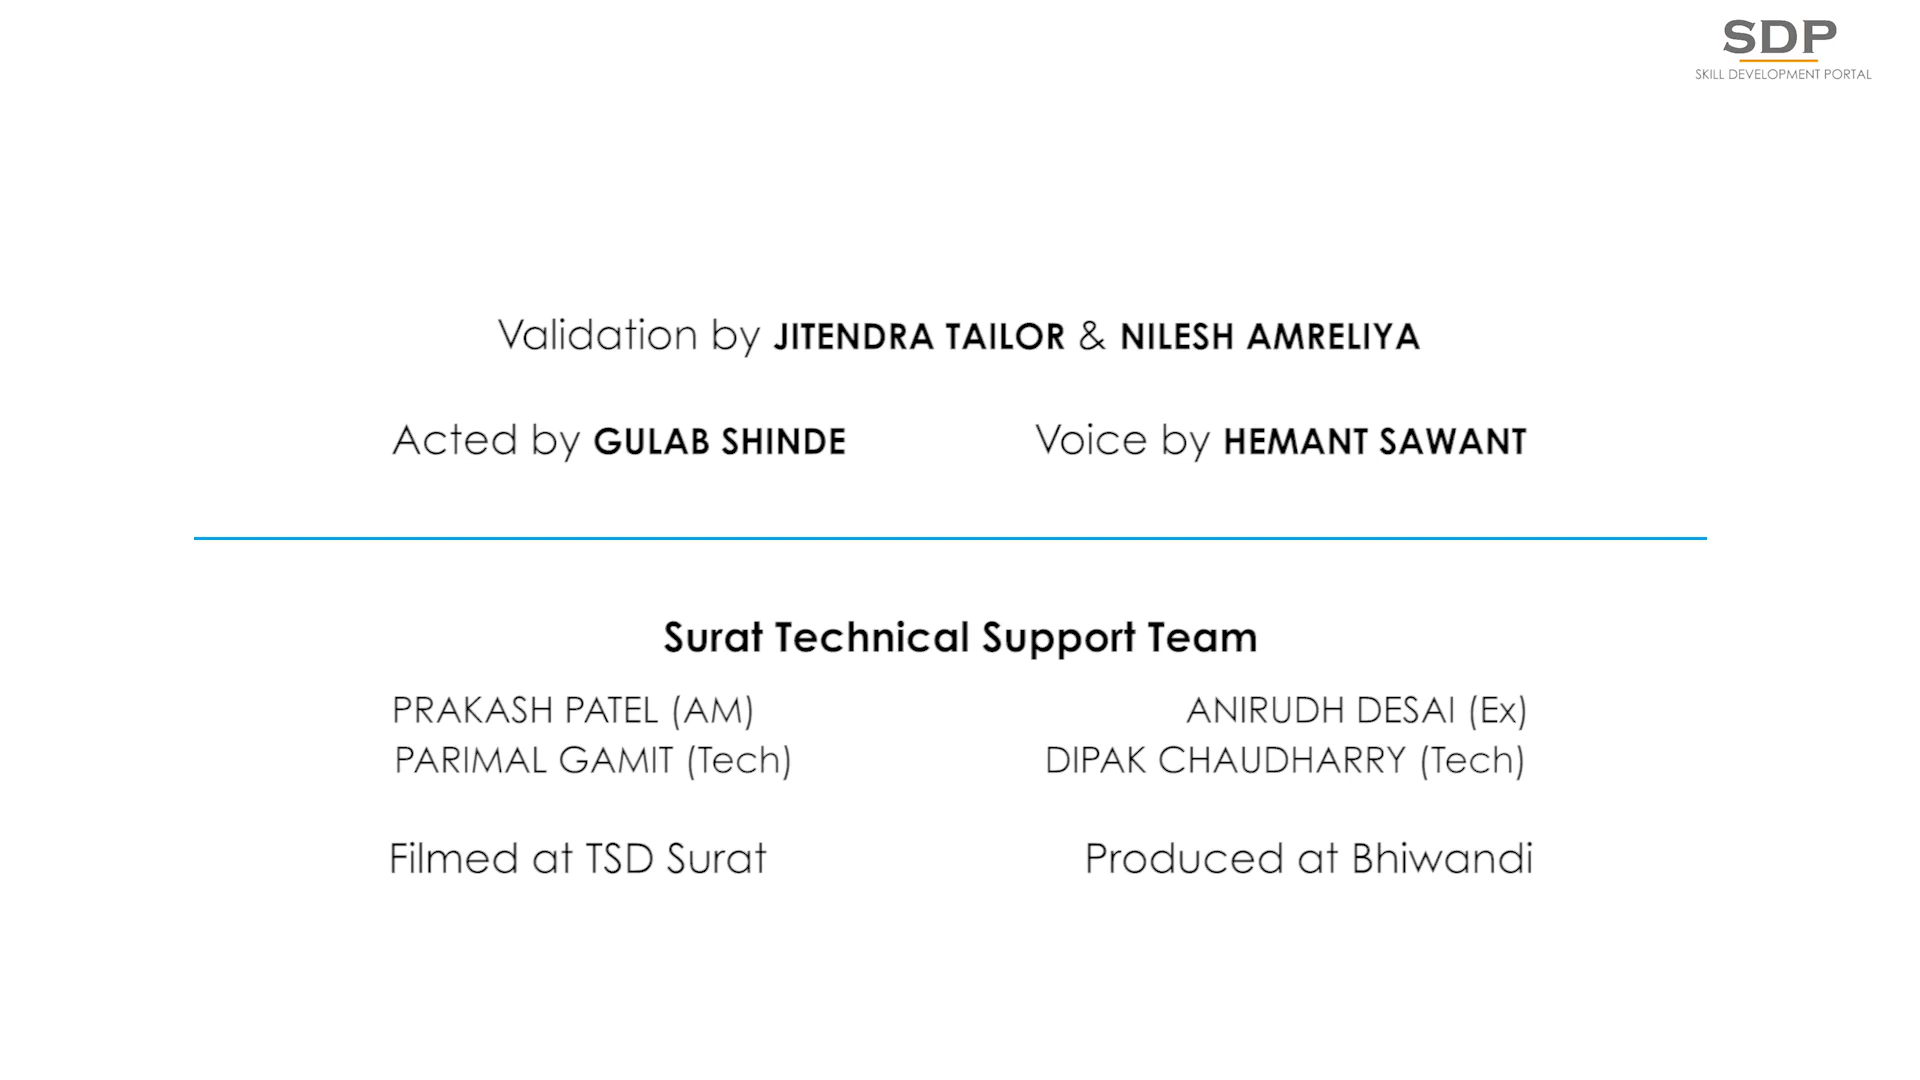 SDP
SKILL DEVELOPMENT PORTAL
Validation by JITENDRA TAILOR & NILESH AMRELIYA
Acted by GULAB SHINDE Voice by HEMANT SAWANT
Surat Technical Support Team
PRAKASH PATEL (AM) ANIRUDH DESAI (Ex)
PARIMAL GAMIT (Tech) DIPAK CHAUDHARRY (Tech)
Filmed at TSD Surat Produced at Bhiwandi